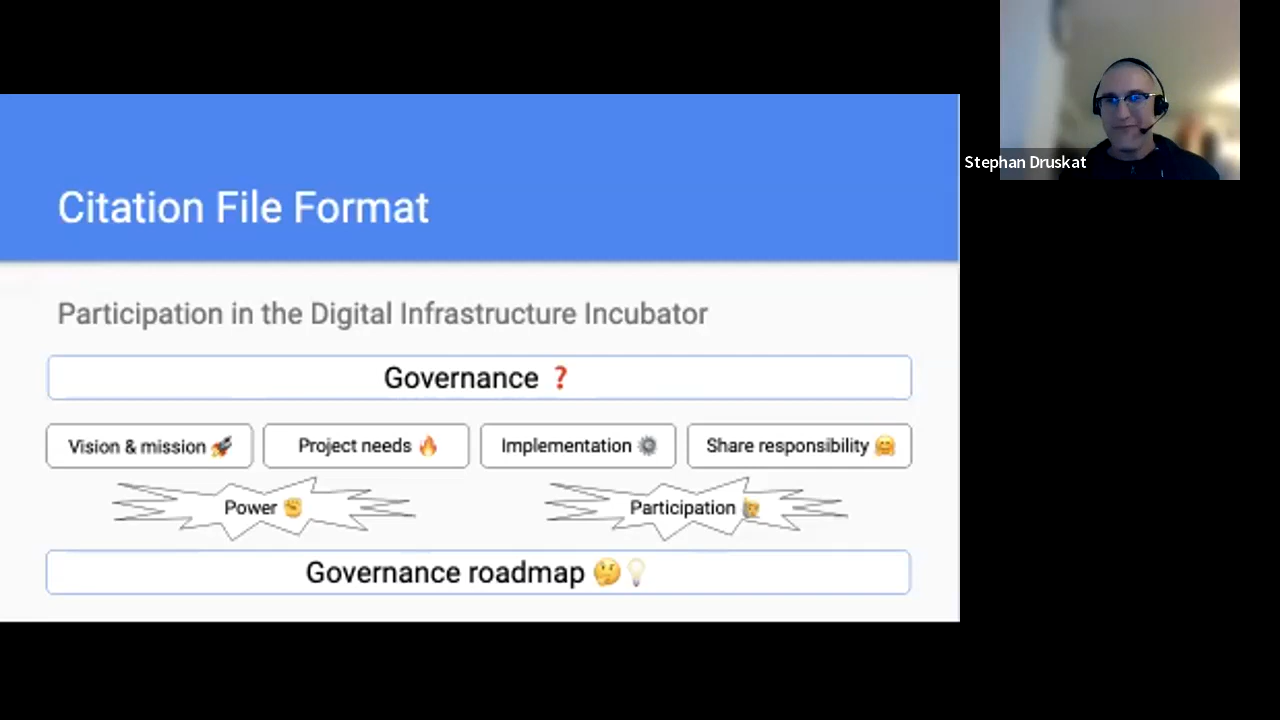 Stephan Druskat
Citation File Format
Participation in the Digital Infrastructure Incubator
Governance ❓
Vision & mission 🚀
Project needs 🔥
Implementation ⚙️
Share responsibility 🤗
Power ✊
Participation 🙋
Governance roadmap 🤔💡